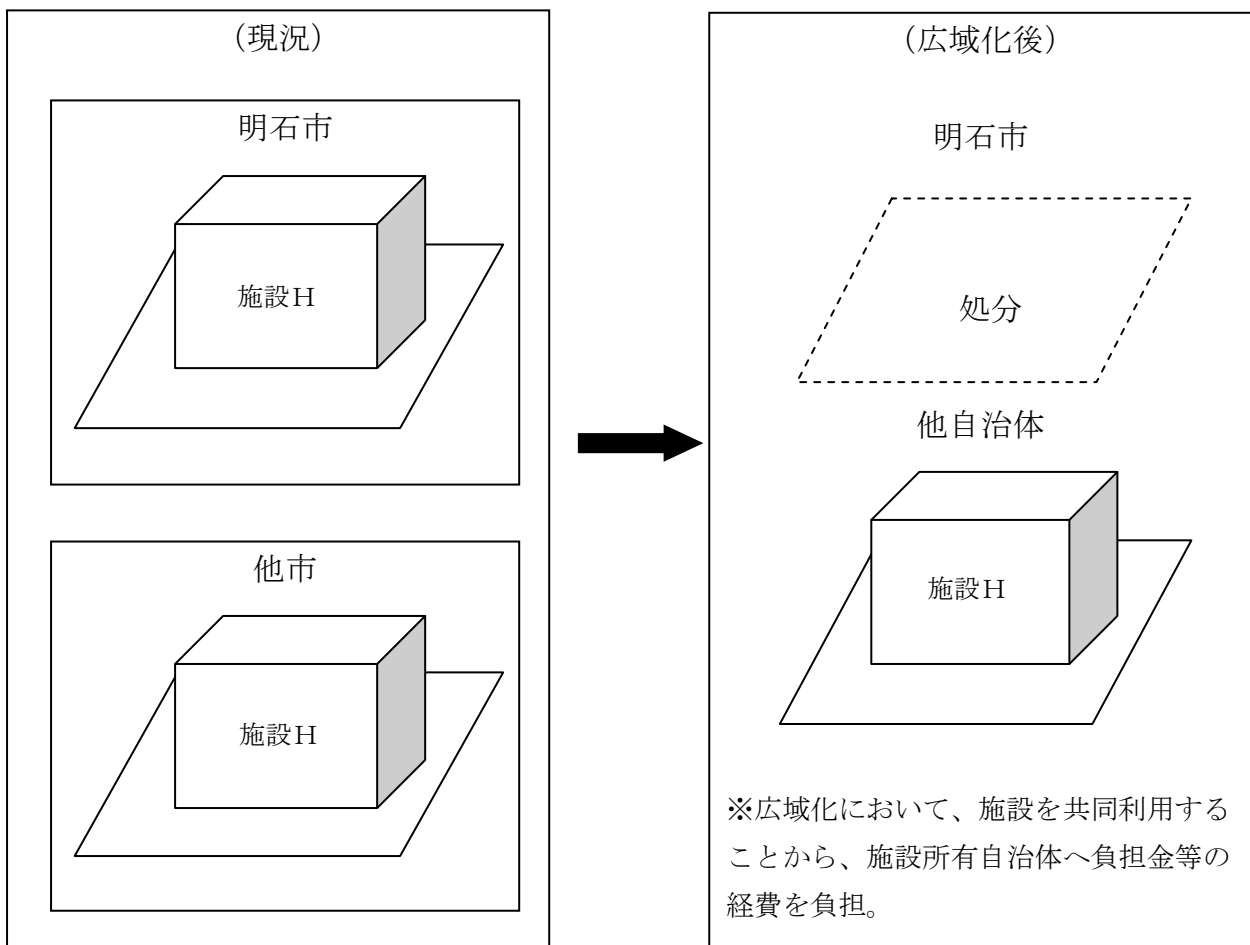 (現況)
明石市
施設H
他市
施設H
(広域化後)
明石市
処分
他自治体
施設H
※広域化において、施設を共同利用する
ことから、施設所有自治体へ負担金等の
経費を負担。